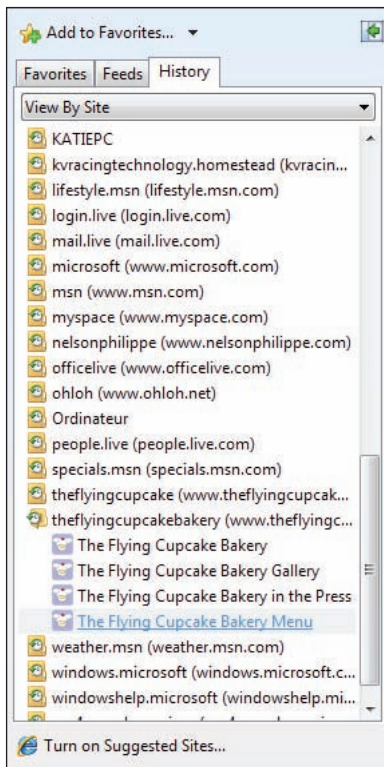 Add to Favorites...
Favorites Feeds History
View By Site
KATIEPC
kvracingtechnology.homestead (kvracin...
lifestyle.msn (lifestyle.msn.com)
login.live (login.live.com)
mail.live (mail.live.com)
microsoft (www.microsoft.com)
msn (www.msn.com)
myspace (www.myspace.com)
nelsonphilippe (www.nelsonphilippe.com)
officelive (www.officelive.com)
ohloh (www.ohloh.net)
Ordinateur
people.live (people.live.com)
specials.msn (specials.msn.com)
theflyingcupcake (www.theflyingcupcak...
theflyingcupcakebakery (www.theflyingc...
The Flying Cupcake Bakery
The Flying Cupcake Bakery Gallery
The Flying Cupcake Bakery in the Press
The Flying Cupcake Bakery Menu
weather.msn (weather.msn.com)
windows.microsoft (windows.microsoft.c...
windowshelp.microsoft (windowshelp.mi...
Turn on Suggested Sites...